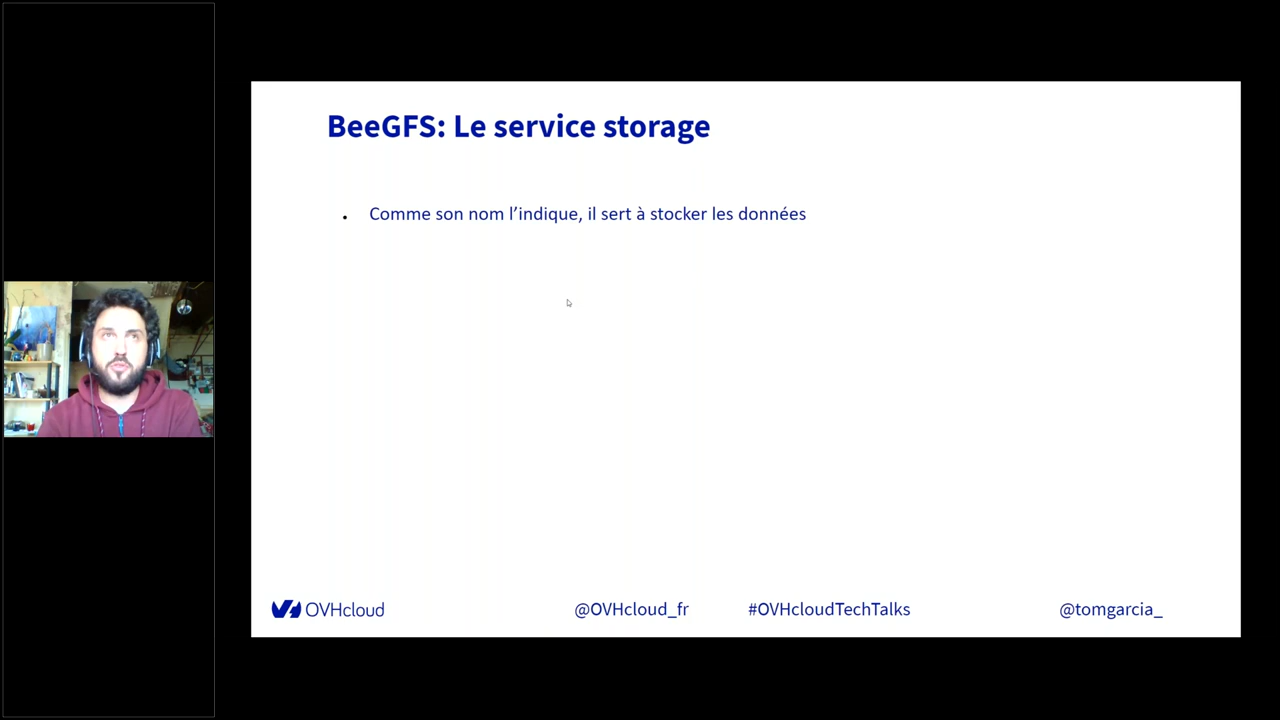 BeeGFS: Le service storage
• Comme son nom l’indique, il sert à stocker les données
OVHcloud
@OVHcloud_fr
#OVHcloudTechTalks
@tomgarcia_